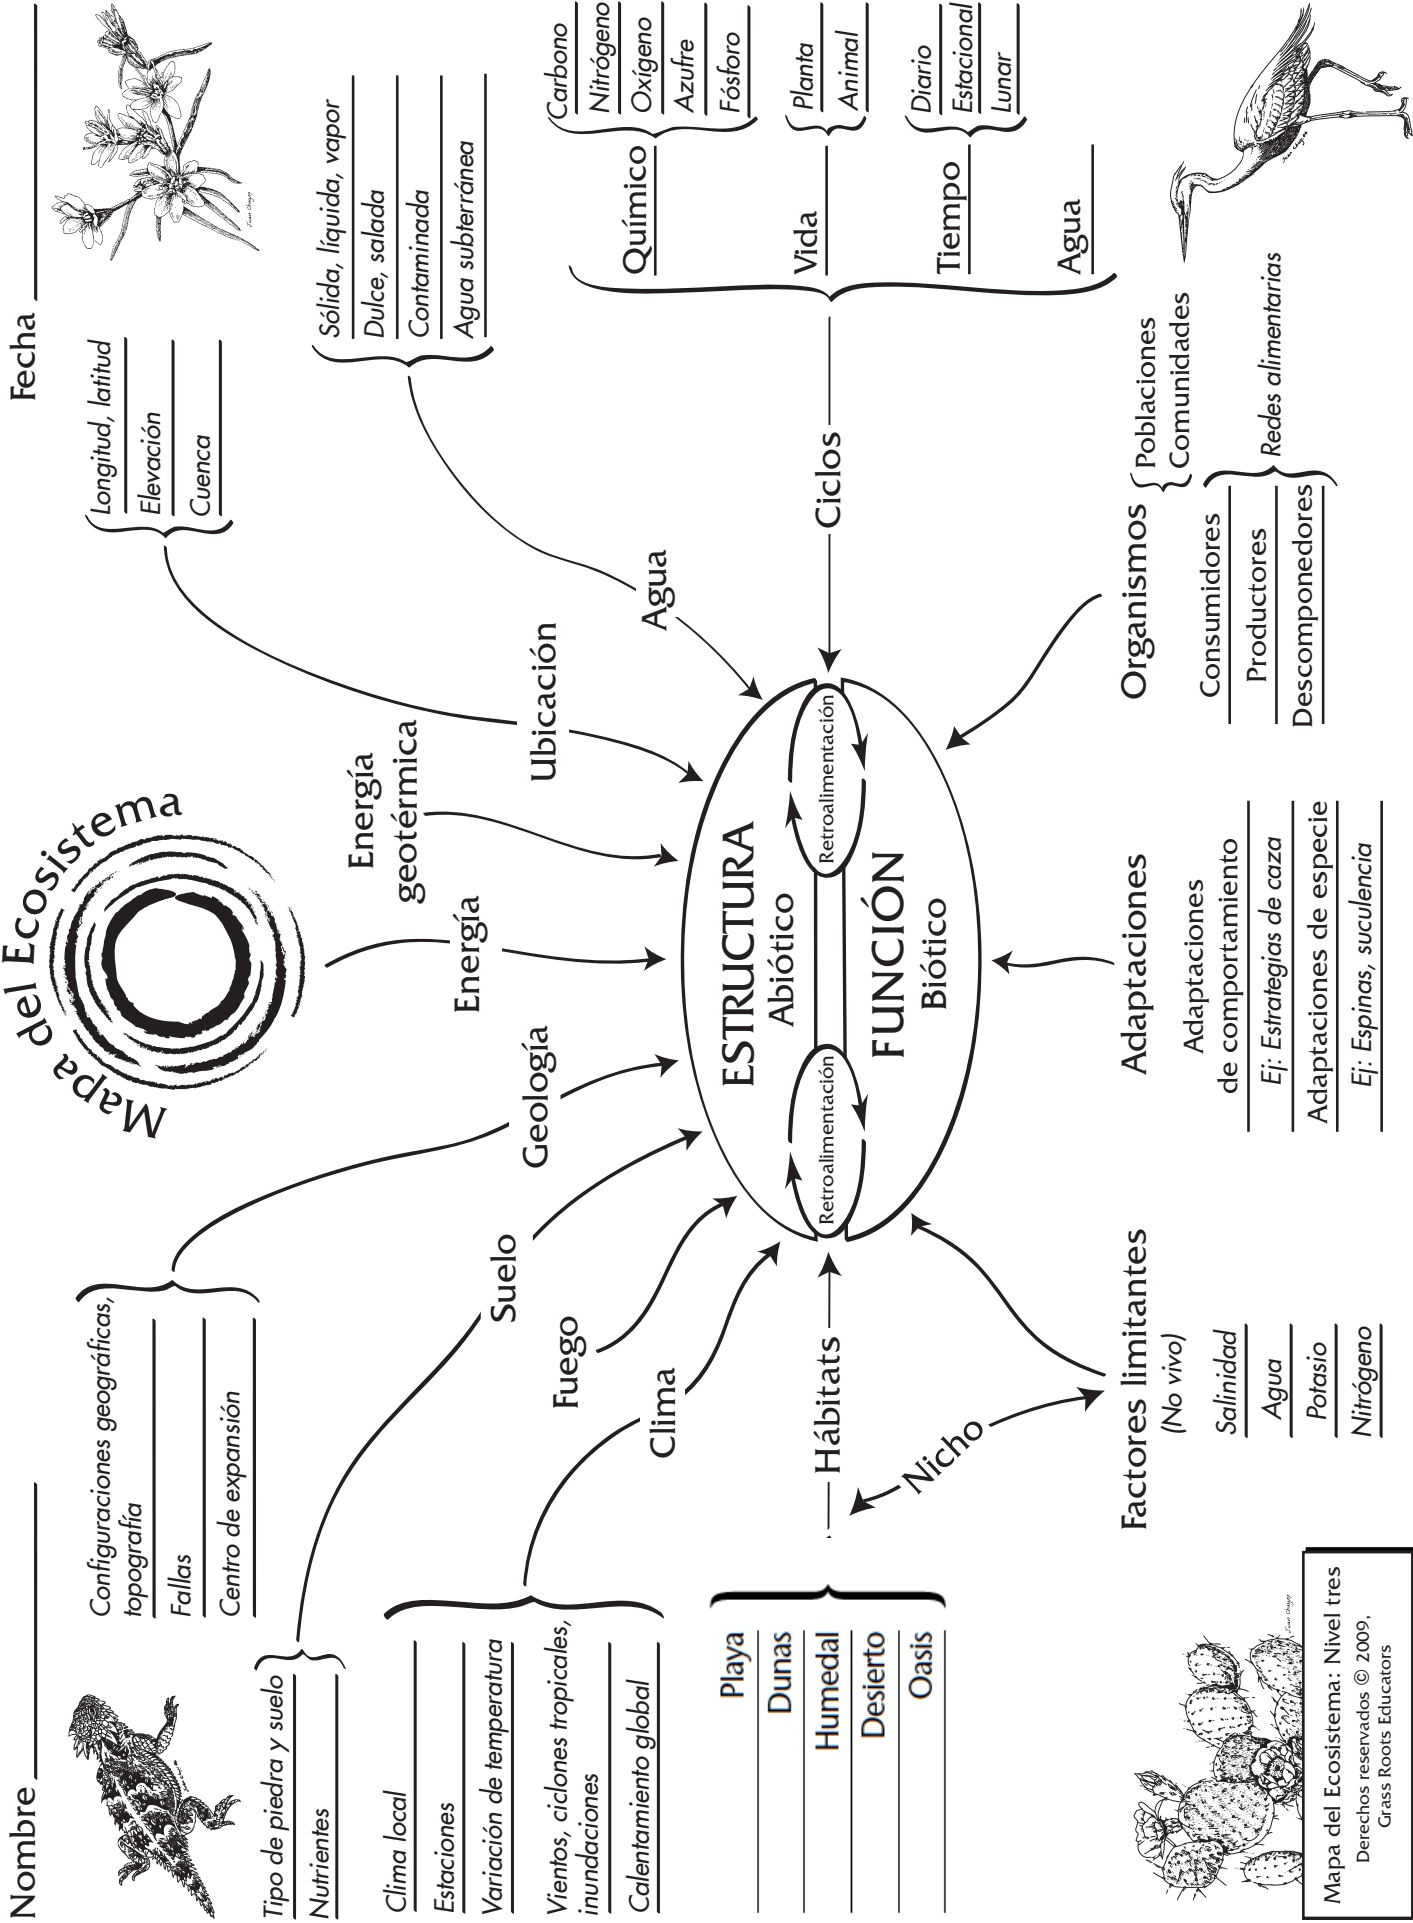 Nombre
Fecha
Mapa del Ecosistema
Configuraciones geográficas,
topografía
Fallas
Centro de expansión
Tipo de piedra y suelo
Nutrientes
Clima local
Estaciones
Variación de temperatura
Vientos, ciclones tropicales,
inundaciones
Calentamiento global
Geología
Suelo
Fuego
Clima
Energía
Energía
geotérmica
Ubicación
Longitud, latitud
Elevación
Cuenca
Agua
Sólida, líquida, vapor
Dulce, salada
Contaminada
Agua subterránea
ESTRUCTURA
Abiótico
Retroalimentación
Retroalimentación
FUNCIÓN
Biótico
Playa
Dunas
Humedal
Desierto
Oasis
Hábitats
Nicho
Ciclos
Químico
Carbono
Nitrógeno
Oxígeno
Azufre
Fósforo
Vida
Planta
Animal
Tiempo
Diario
Estacional
Lunar
Agua
Factores limitantes
(No vivo)
Salinidad
Agua
Potasio
Nitrógeno
Adaptaciones
Adaptaciones
de comportamiento
Ej: Estrategias de caza
Adaptaciones de especie
Ej: Espinas, suculencia
Organismos
Poblaciones
Comunidades
Consumidores
Productores
Descomponedores
Redes alimentarias
Mapa del Ecosistema: Nivel tres
Derechos reservados © 2009,
Grass Roots Educators